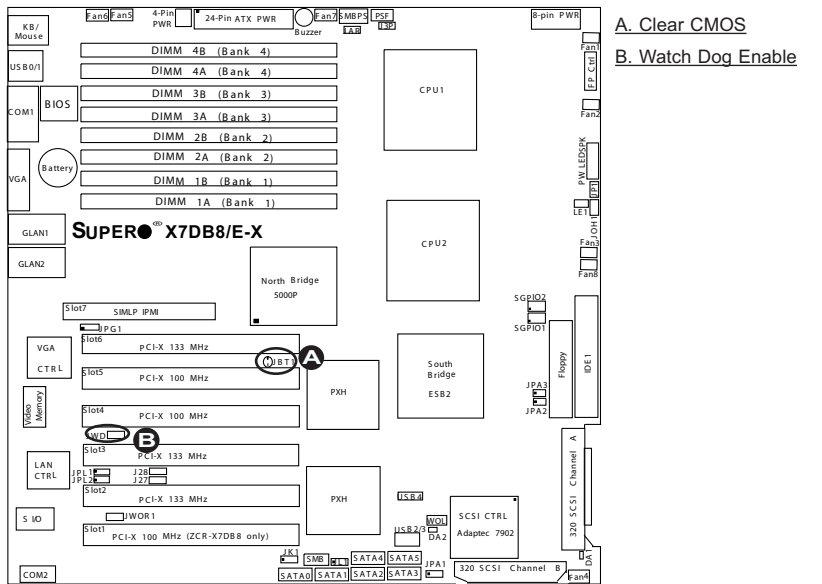 Fan6 Fan5
4-Pin
PWR
24-Pin ATX PWR
Buzzer
Fan7 SMBPS PSF
JAR J3P
8-pin PWR
A. Clear CMOS
B. Watch Dog Enable
KB/
Mouse
USB0/1
COM1
BIOS
Battery
VGA
GLAN1
GLAN2
DIMM 4B (Bank 4)
DIMM 4A (Bank 4)
DIMM 3B (Bank 3)
DIMM 3A (Bank 3)
DIMM 2B (Bank 2)
DIMM 2A (Bank 2)
DIMM 1B (Bank 1)
DIMM 1A (Bank 1)
SUPER® X7DB8/E-X
CPU1
CPU2
Fan1
FP Ctrl
Fan2
PW LEDSPK
JP1
LE1
JOH1
Fan3
Fan8
North Bridge
5000P
SGPIO2
SGPIO1
Slot7
SIMLP IPMI
JPG1
Slot6
PCI-X 133 MHz
JBT1
A
VGA
CTRL
Slot5
PCI-X 100 MHz
PXH
South
Bridge
ESB2
Floppy
IDE1
JPA3
JPA2
Video
Memory
Slot4
PCI-X 100 MHz
JWD
B
Slot3
PCI-X 133 MHz
LAN
CTRL
JPL1
JPL2
J28
J27
Slot2
PCI-X 133 MHz
PXH
USB4
320 SCSI Channel A
S I/O
JWOR1
Slot1
PCI-X 100 MHz (ZCR-X7DB8 only)
USB2/3
WOL
DA2
SCSI CTRL
Adaptec 7902
DA1
JK1
SMB
JL1
SATA4 SATA5
JPA1
320 SCSI Channel B
COM2
SATA0 SATA1 SATA2 SATA3
Fan4